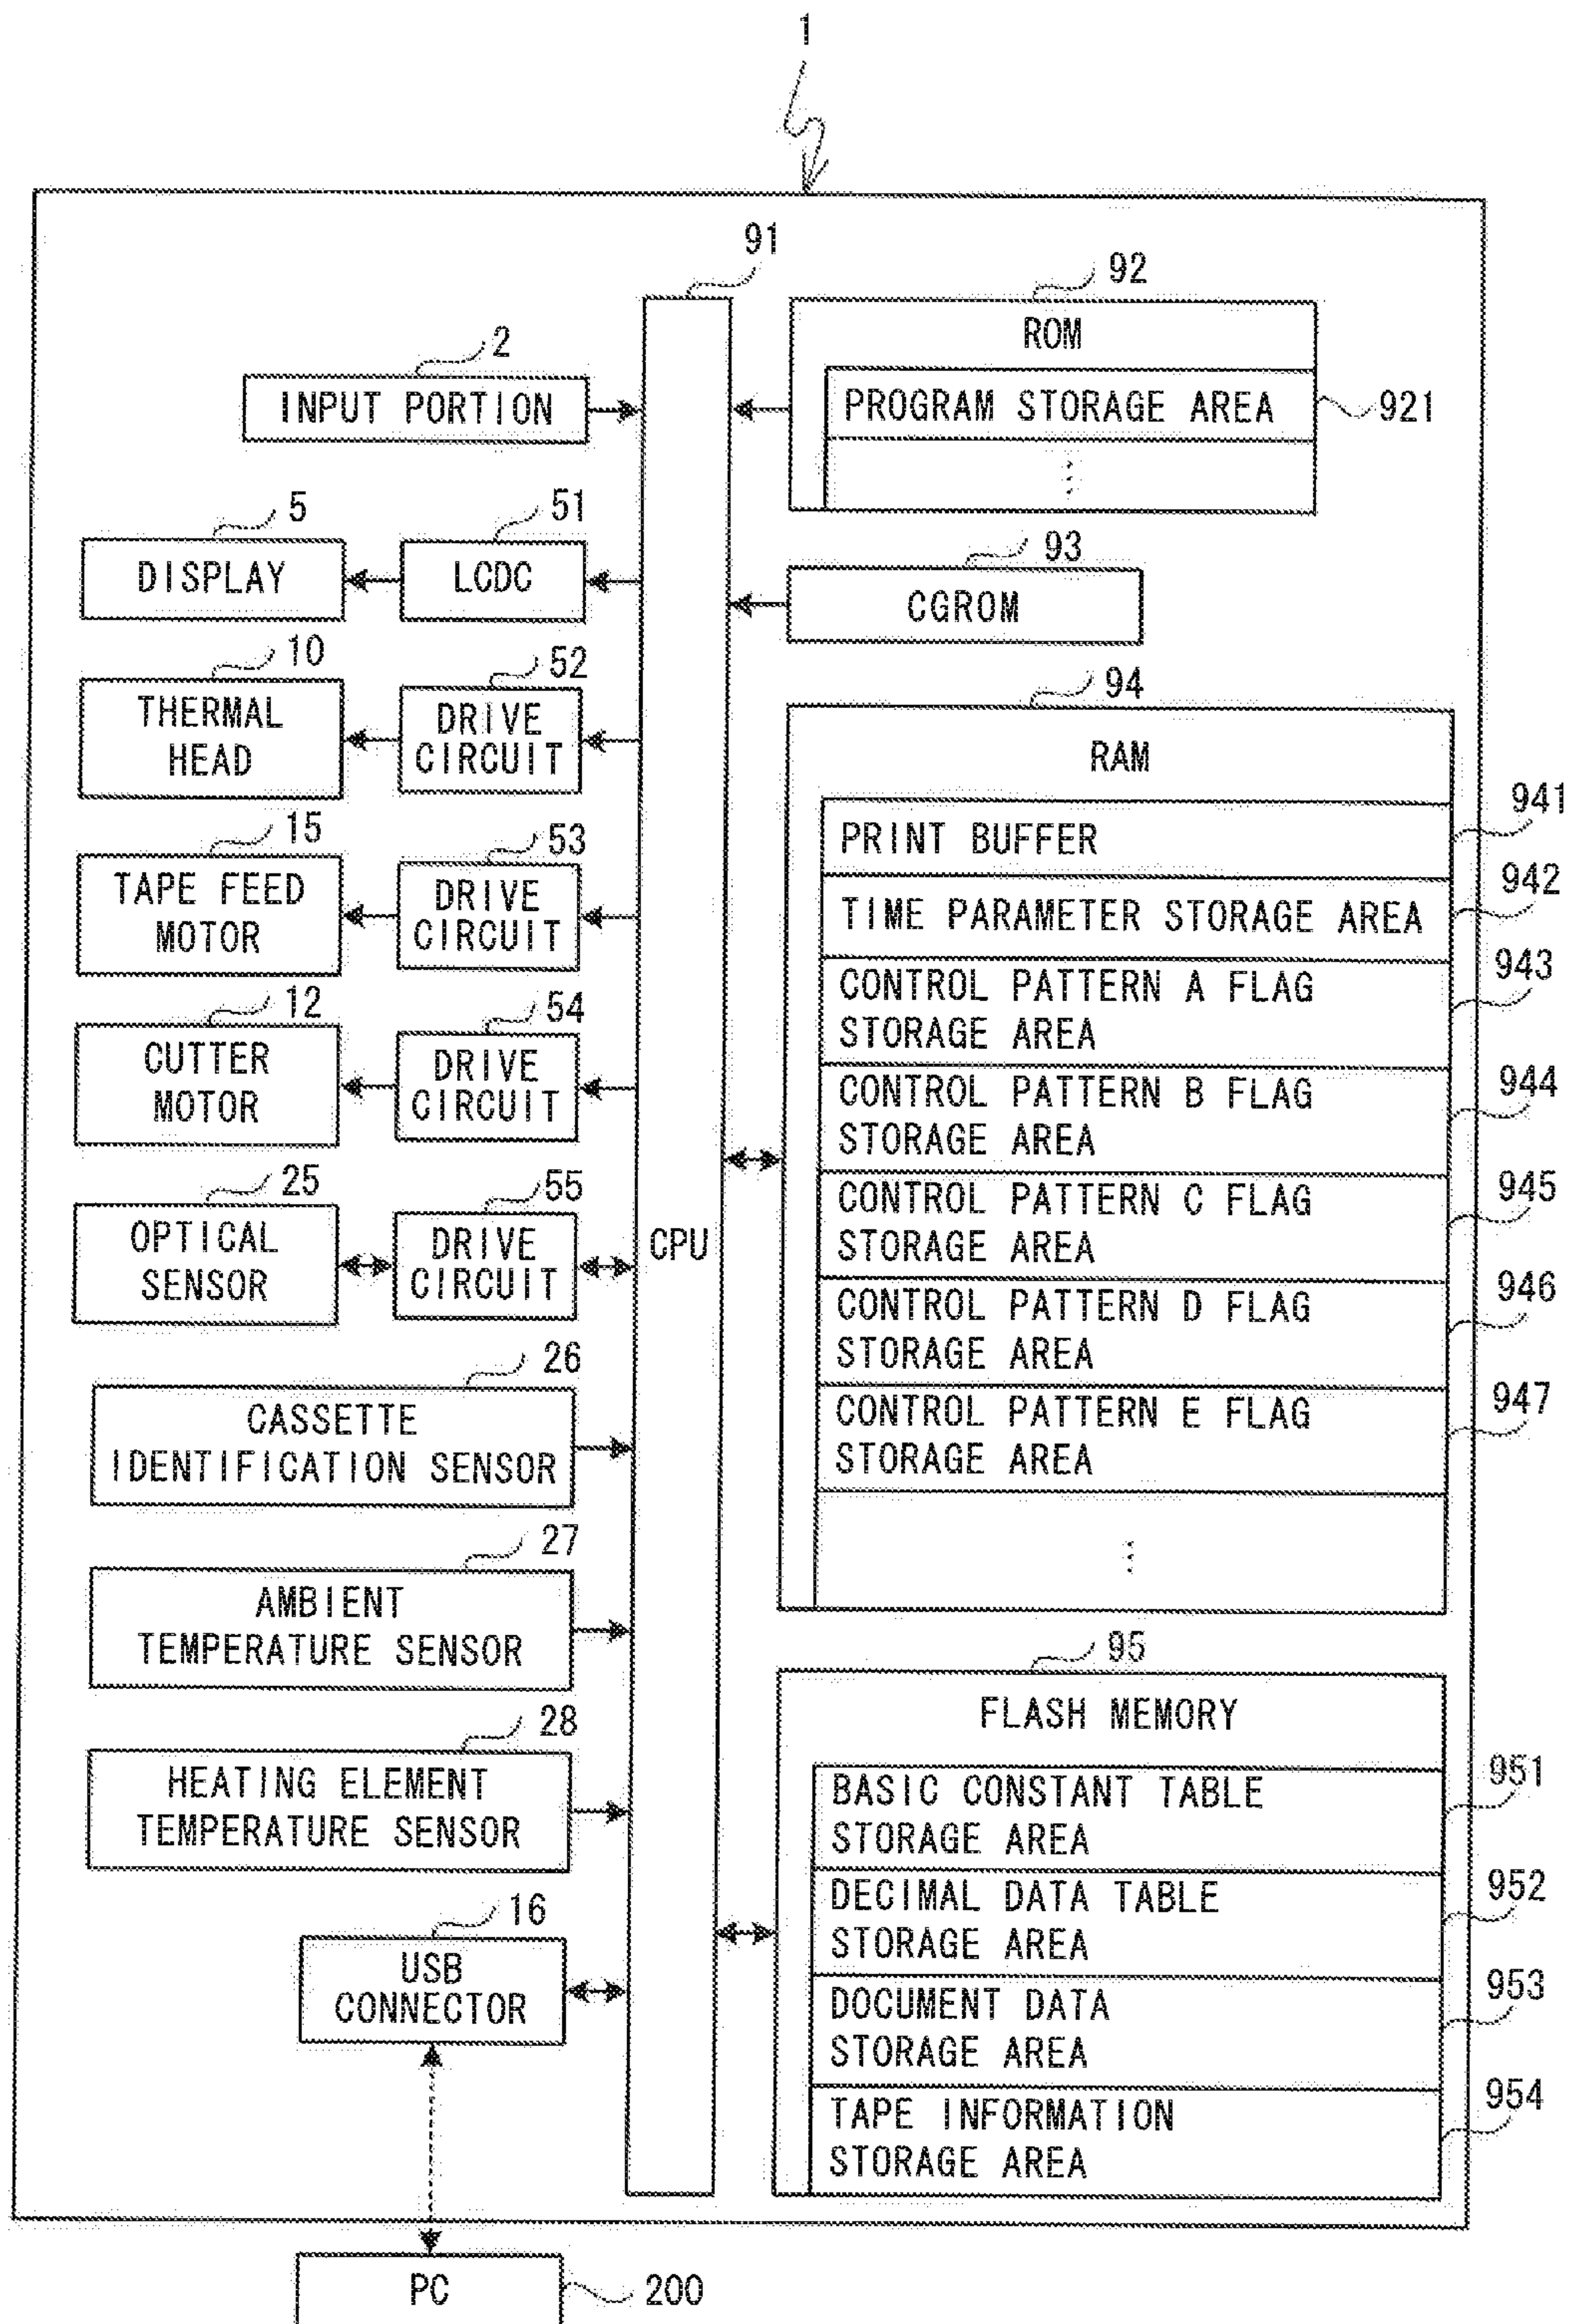 1
91
92
ROM
2
INPUT PORTION
PROGRAM STORAGE AREA
921
5
DISPLAY
51
LCDC
93
CGROM
10
THERMAL
HEAD
52
DRIVE
CIRCUIT
94
RAM
15
TAPE FEED
MOTOR
53
DRIVE
CIRCUIT
941
PRINT BUFFER
942
TIME PARAMETER STORAGE AREA
943
CONTROL PATTERN A FLAG
STORAGE AREA
12
CUTTER
MOTOR
54
DRIVE
CIRCUIT
944
CONTROL PATTERN B FLAG
STORAGE AREA
25
OPTICAL
SENSOR
55
DRIVE
CIRCUIT
CPU
945
CONTROL PATTERN C FLAG
STORAGE AREA
946
CONTROL PATTERN D FLAG
STORAGE AREA
26
CASSETTE
IDENTIFICATION SENSOR
947
CONTROL PATTERN E FLAG
STORAGE AREA
27
AMBIENT
TEMPERATURE SENSOR
95
FLASH MEMORY
28
HEATING ELEMENT
TEMPERATURE SENSOR
951
BASIC CONSTANT TABLE
STORAGE AREA
952
DECIMAL DATA TABLE
STORAGE AREA
16
USB
CONNECTOR
953
DOCUMENT DATA
STORAGE AREA
954
TAPE INFORMATION
STORAGE AREA
PC
200